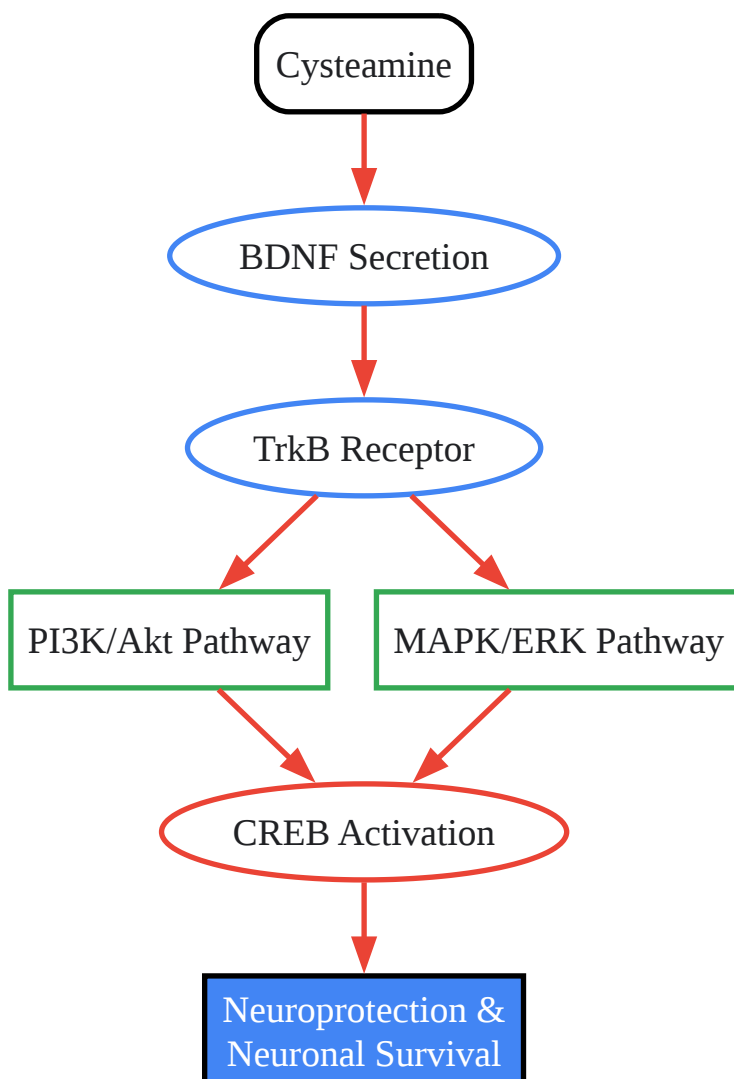 Cysteamine
BDNF Secretion
TrkB Receptor
PI3K/Akt Pathway
MAPK/ERK Pathway
CREB Activation
Neuroprotection &
Neuronal Survival